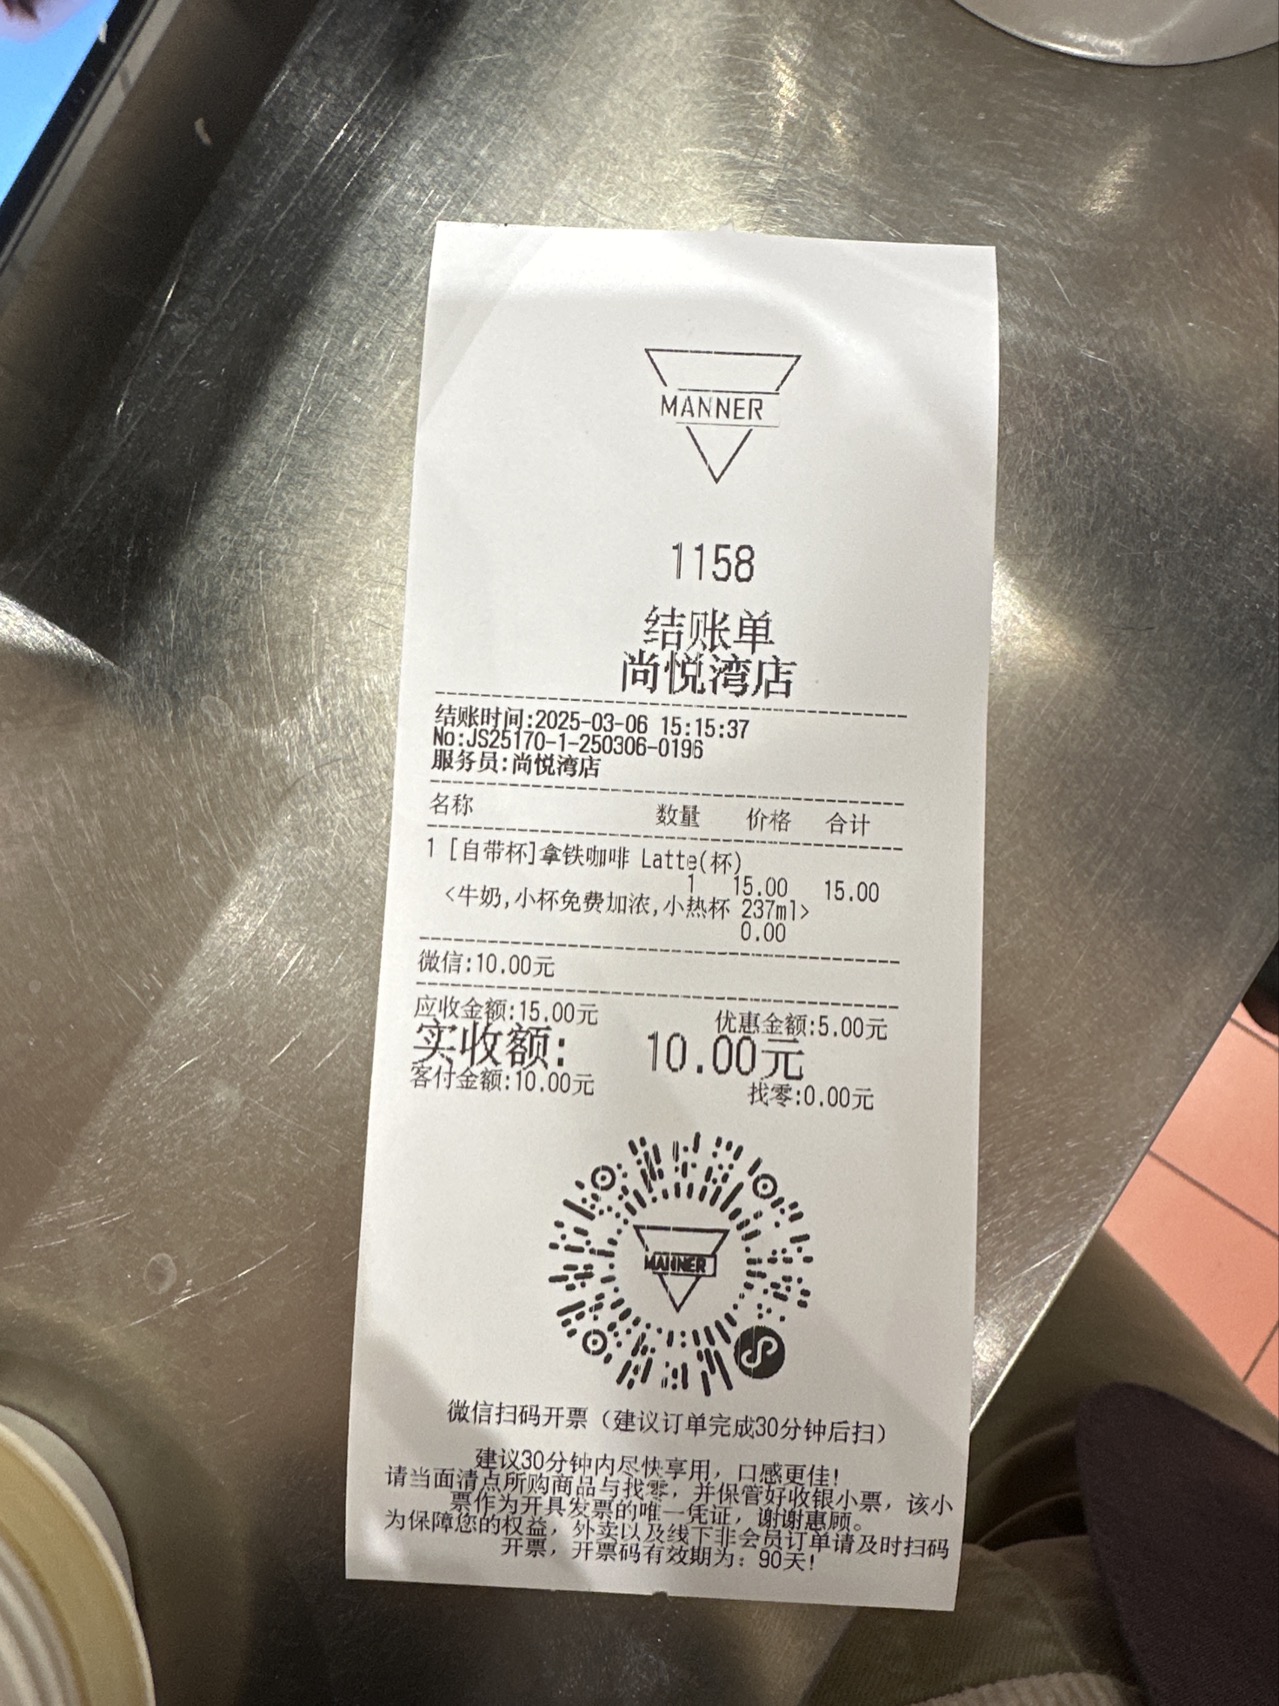 MANNER
1158
结账单
尚悦湾店
结账时间:2025-03-06 15:15:37
No:JS25170-1-250306-0196
服务员:尚悦湾店
名称 数量 价格 合计
1 [自带杯]拿铁咖啡 Latte(杯)
1 15.00 15.00
<牛奶,小杯免费加浓,小热杯 237ml>
0.00
微信:10.00元
应收金额:15.00元 优惠金额:5.00元
实收额: 10.00元
客付金额:10.00元 找零:0.00元
MANNER
微信扫码开票（建议订单完成30分钟后扫）
建议30分钟内尽快享用，口感更佳!
请当面清点所购商品与找零，并保管好收银小票，该小
票作为开具发票的唯一凭证，谢谢惠顾。
为保障您的权益，外卖以及线下非会员订单请及时扫码
开票，开票码有效期为：90天!